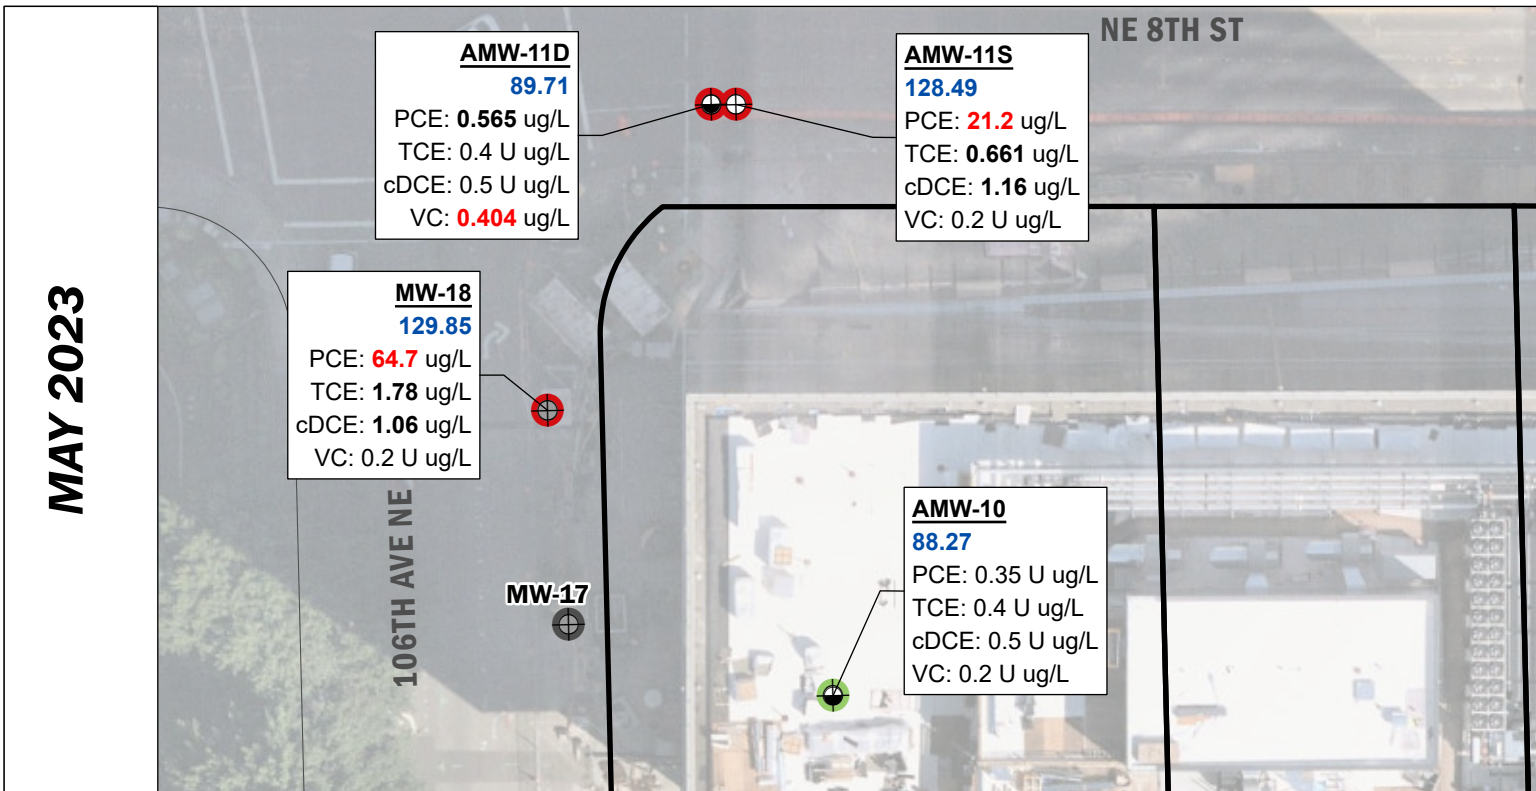 MAY 2023
NE 8TH ST
AMW-11D
89.71
PCE: 0.565 ug/L
TCE: 0.4 U ug/L
cDCE: 0.5 U ug/L
VC: 0.404 ug/L
AMW-11S
128.49
PCE: 21.2 ug/L
TCE: 0.661 ug/L
cDCE: 1.16 ug/L
VC: 0.2 U ug/L
MW-18
129.85
PCE: 64.7 ug/L
TCE: 1.78 ug/L
cDCE: 1.06 ug/L
VC: 0.2 U ug/L
106TH AVE NE
MW-17
AMW-10
88.27
PCE: 0.35 U ug/L
TCE: 0.4 U ug/L
cDCE: 0.5 U ug/L
VC: 0.2 U ug/L